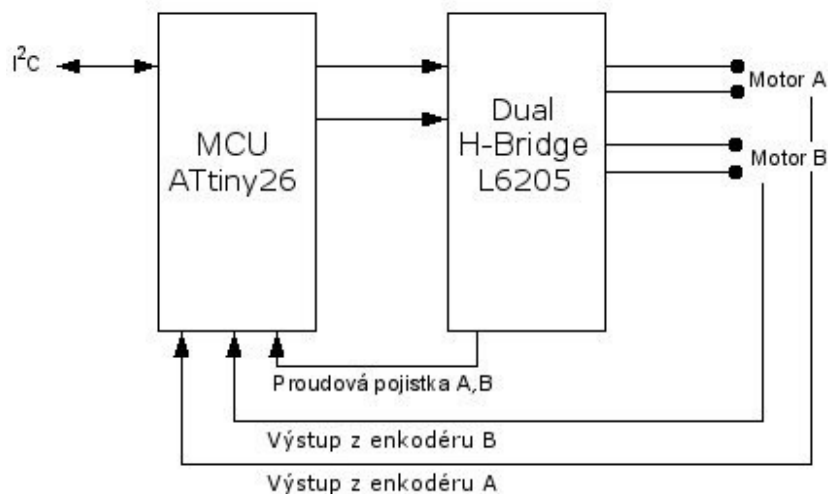 I²C
MCU
ATtiny26
Dual
H-Bridge
L6205
Motor A
Motor B
Proudová pojistka A,B
Výstup z enkodéru B
Výstup z enkodéru A